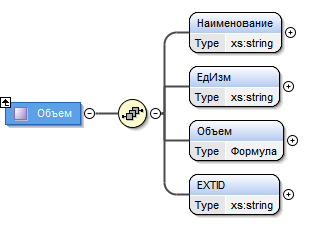 Объем
Наименование
Type xs:string
ЕдИзм
Type xs:string
Объем
Type Формула
EXTID
Type xs:string